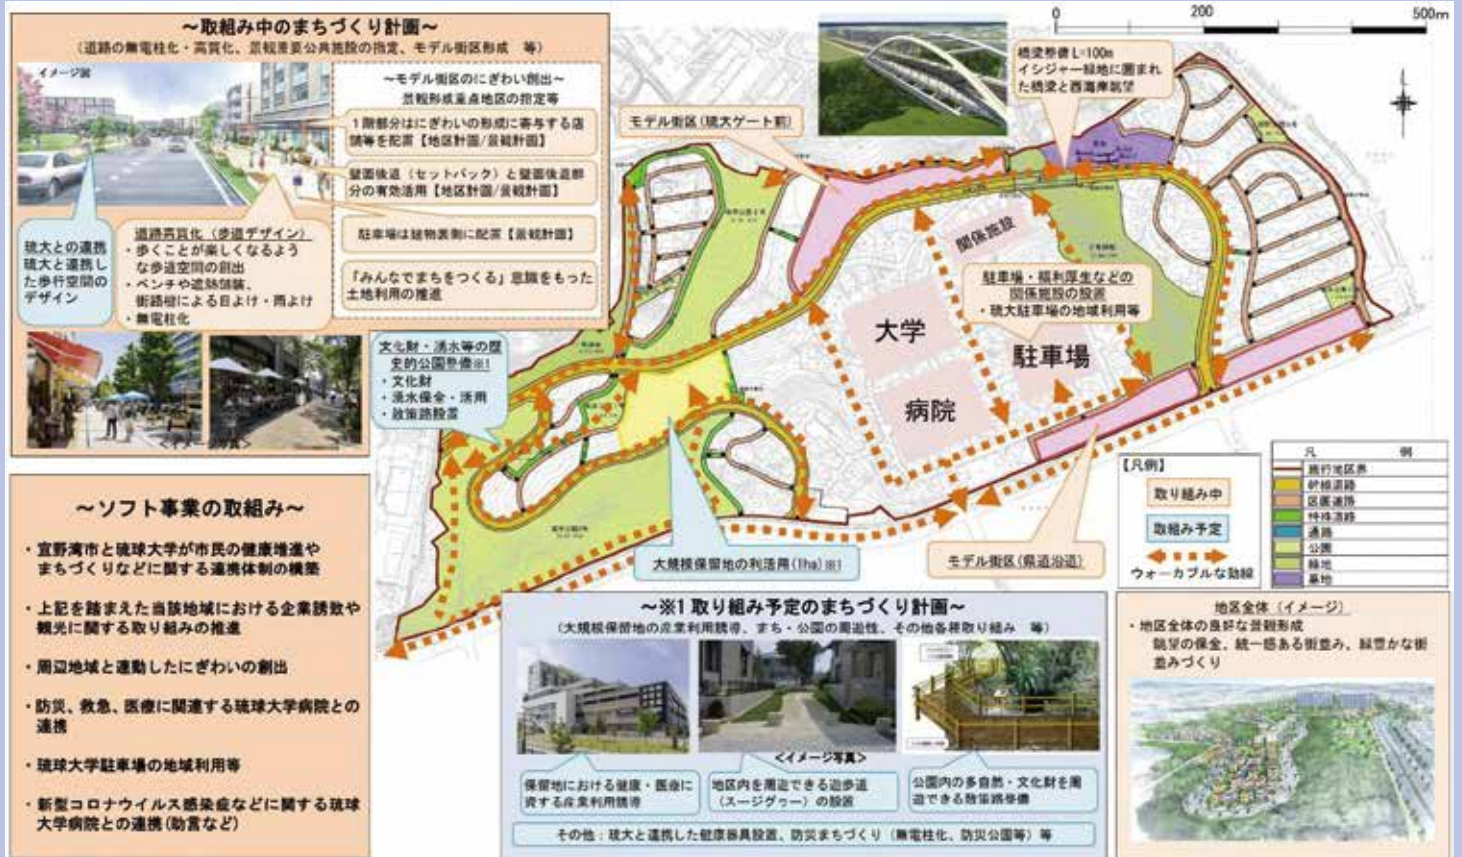 ～取組み中のまちづくり計画～
（道路の無電柱化・高質化、景観重要公共施設の指定、モデル街区形成　等）
イメージ図
～モデル街区のにぎわい創出～
景観形成重点地区の指定等
１階部分はにぎわいの形成に寄与する店
舗等を配置【地区計画/景観計画】
壁面後退（セットバック）と壁面後退部
分の有効活用【地区計画/景観計画】
駐車場は建物裏側に配置【景観計画】
「みんなでまちをつくる」意識をもった
土地利用の推進
琉大との連携
琉大と連携し
た歩行空間の
デザイン
道路高質化（歩道デザイン）
・歩くことが楽しくなるよう
な歩道空間の創出
・ベンチや遮熱舗装、
街路樹による日よけ・雨よけ
・無電柱化
<イメージ写真>
文化財・湧水等の歴
史的公園整備※1
・文化財
・湧水保全・活用
・散策路設置
モデル街区(琉大ゲート前)
橋梁整備 L=100m
イシジャー緑地に囲まれ
た橋梁と西海岸眺望
0　200　500m
関係施設
駐車場・福利厚生などの
関係施設の設置
・琉大駐車場の地域利用等
大学
駐車場
病院
大規模保留地の利活用(1ha)※1
モデル街区(県道沿道)
【凡例】
取り組み中
取組み予定
ウォーカブルな動線
凡　例
施行地区界
幹線道路
区画道路
特殊道路
通路
公園
緑地
墓地
～ソフト事業の取組み～
・宜野湾市と琉球大学が市民の健康増進や
まちづくりなどに関する連携体制の構築
・上記を踏まえた当該地域における企業誘致や
観光に関する取り組みの推進
・周辺地域と連動したにぎわいの創出
・防災、救急、医療に関連する琉球大学病院との
連携
・琉球大学駐車場の地域利用等
・新型コロナウイルス感染症などに関する琉球
大学病院との連携(助言など)
～※1 取り組み予定のまちづくり計画～
（大規模保留地の産業利用誘導、まち・公園の周遊性、その他各種取り組み　等）
<イメージ写真>
保留地における健康・医療に
資する産業利用誘導
地区内を周遊できる遊歩道
（スージグヮー）の設置
公園内の多自然・文化財を周
遊できる散策路整備
その他：琉大と連携した健康器具設置、防災まちづくり（無電柱化、防災公園等）等
地区全体（イメージ）
・地区全体の良好な景観形成
眺望の保全、統一感ある街並み、緑豊かな街
並みづくり